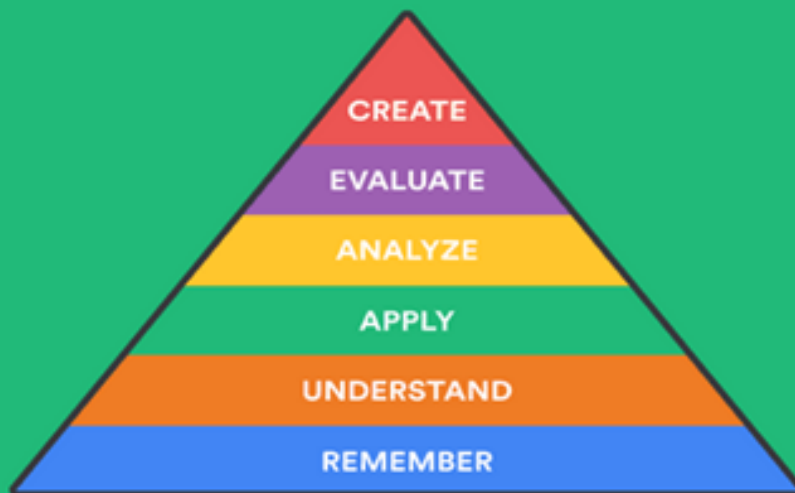 CREATE
EVALUATE
ANALYZE
APPLY
UNDERSTAND
REMEMBER